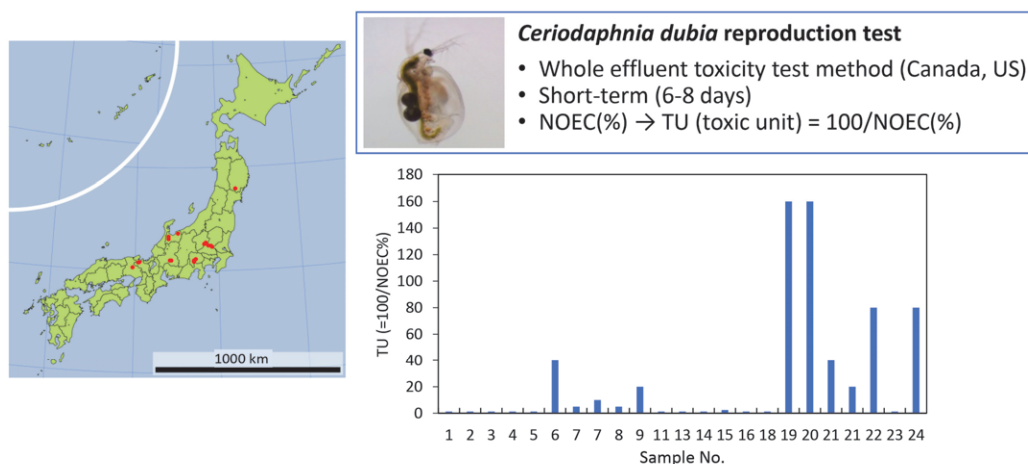 Ceriodaphnia dubia reproduction test
• Whole effluent toxicity test method (Canada, US)
• Short-term (6-8 days)
• NOEC(%) → TU (toxic unit) = 100/NOEC(%)
1000 km
TU (=100/NOEC%)
180
160
140
120
100
80
60
40
20
0
1 2 3 4 5 6 7 7 8 9 11 13 14 15 16 18 19 20 21 21 22 23 24
Sample No.